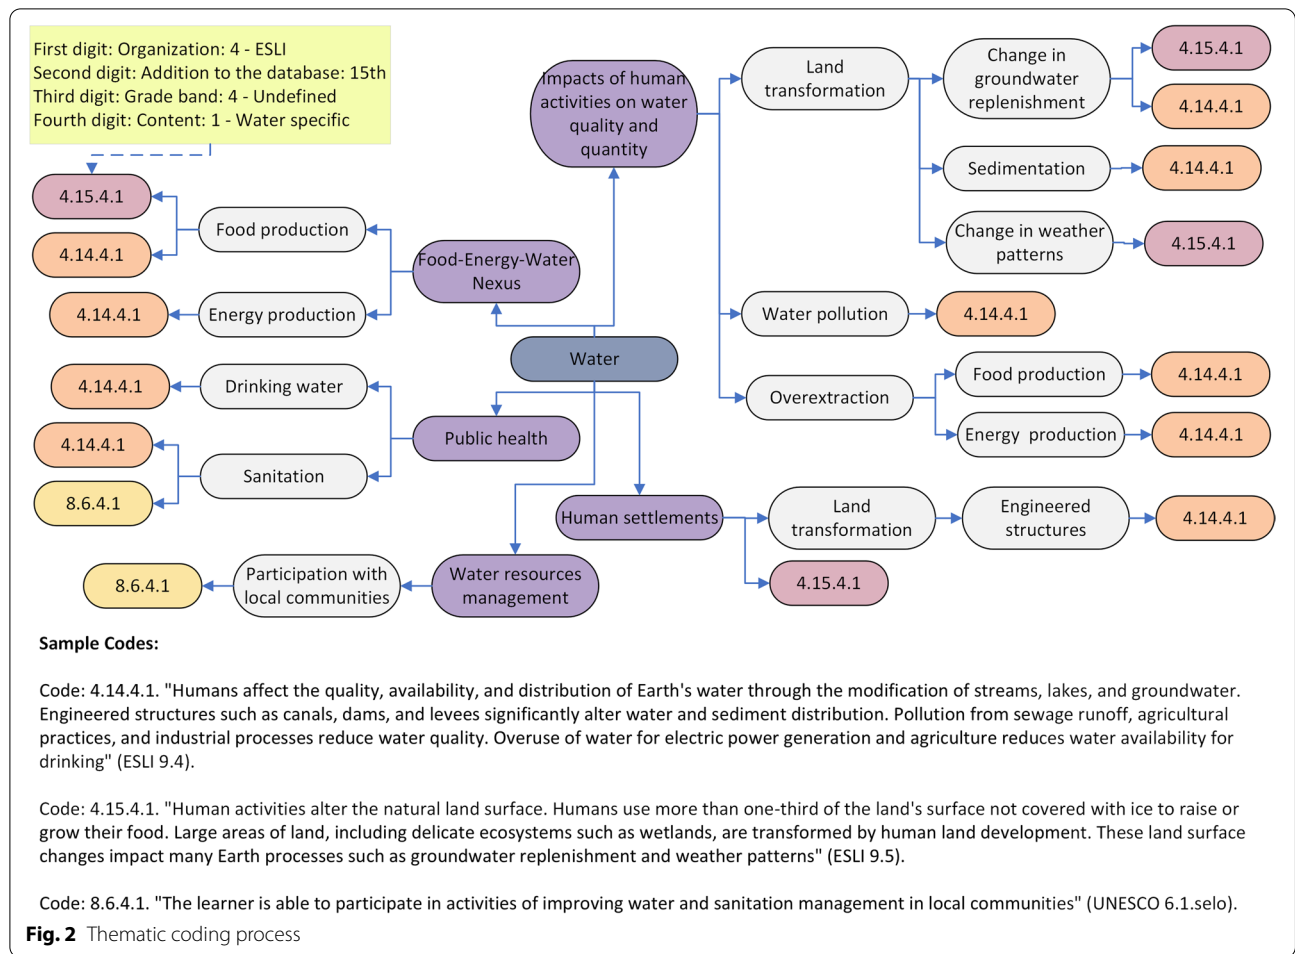 First digit: Organization: 4 - ESLI
Second digit: Addition to the database: 15th
Third digit: Grade band: 4 - Undefined
Fourth digit: Content: 1 - Water specific
4.15.4.1
4.14.4.1
Food production
4.14.4.1
Energy production
Food-Energy-Water
Nexus
Water
4.14.4.1
Drinking water
4.14.4.1
8.6.4.1
Sanitation
Public health
8.6.4.1
Participation with
local communities
Water resources
management
Impacts of human
activities on water
quality and
quantity
Land
transformation
Change in
groundwater
replenishment
4.15.4.1
4.14.4.1
Sedimentation
4.14.4.1
Change in weather
patterns
4.15.4.1
Water pollution
4.14.4.1
Overextraction
Food production
4.14.4.1
Energy production
4.14.4.1
Human settlements
Land
transformation
Engineered
structures
4.14.4.1
4.15.4.1
Sample Codes:
Code: 4.14.4.1. "Humans affect the quality, availability, and distribution of Earth's water through the modification of streams, lakes, and groundwater.
Engineered structures such as canals, dams, and levees significantly alter water and sediment distribution. Pollution from sewage runoff, agricultural
practices, and industrial processes reduce water quality. Overuse of water for electric power generation and agriculture reduces water availability for
drinking" (ESLI 9.4).
Code: 4.15.4.1. "Human activities alter the natural land surface. Humans use more than one-third of the land's surface not covered with ice to raise or
grow their food. Large areas of land, including delicate ecosystems such as wetlands, are transformed by human land development. These land surface
changes impact many Earth processes such as groundwater replenishment and weather patterns" (ESLI 9.5).
Code: 8.6.4.1. "The learner is able to participate in activities of improving water and sanitation management in local communities" (UNESCO 6.1.selo).
Fig. 2 Thematic coding process